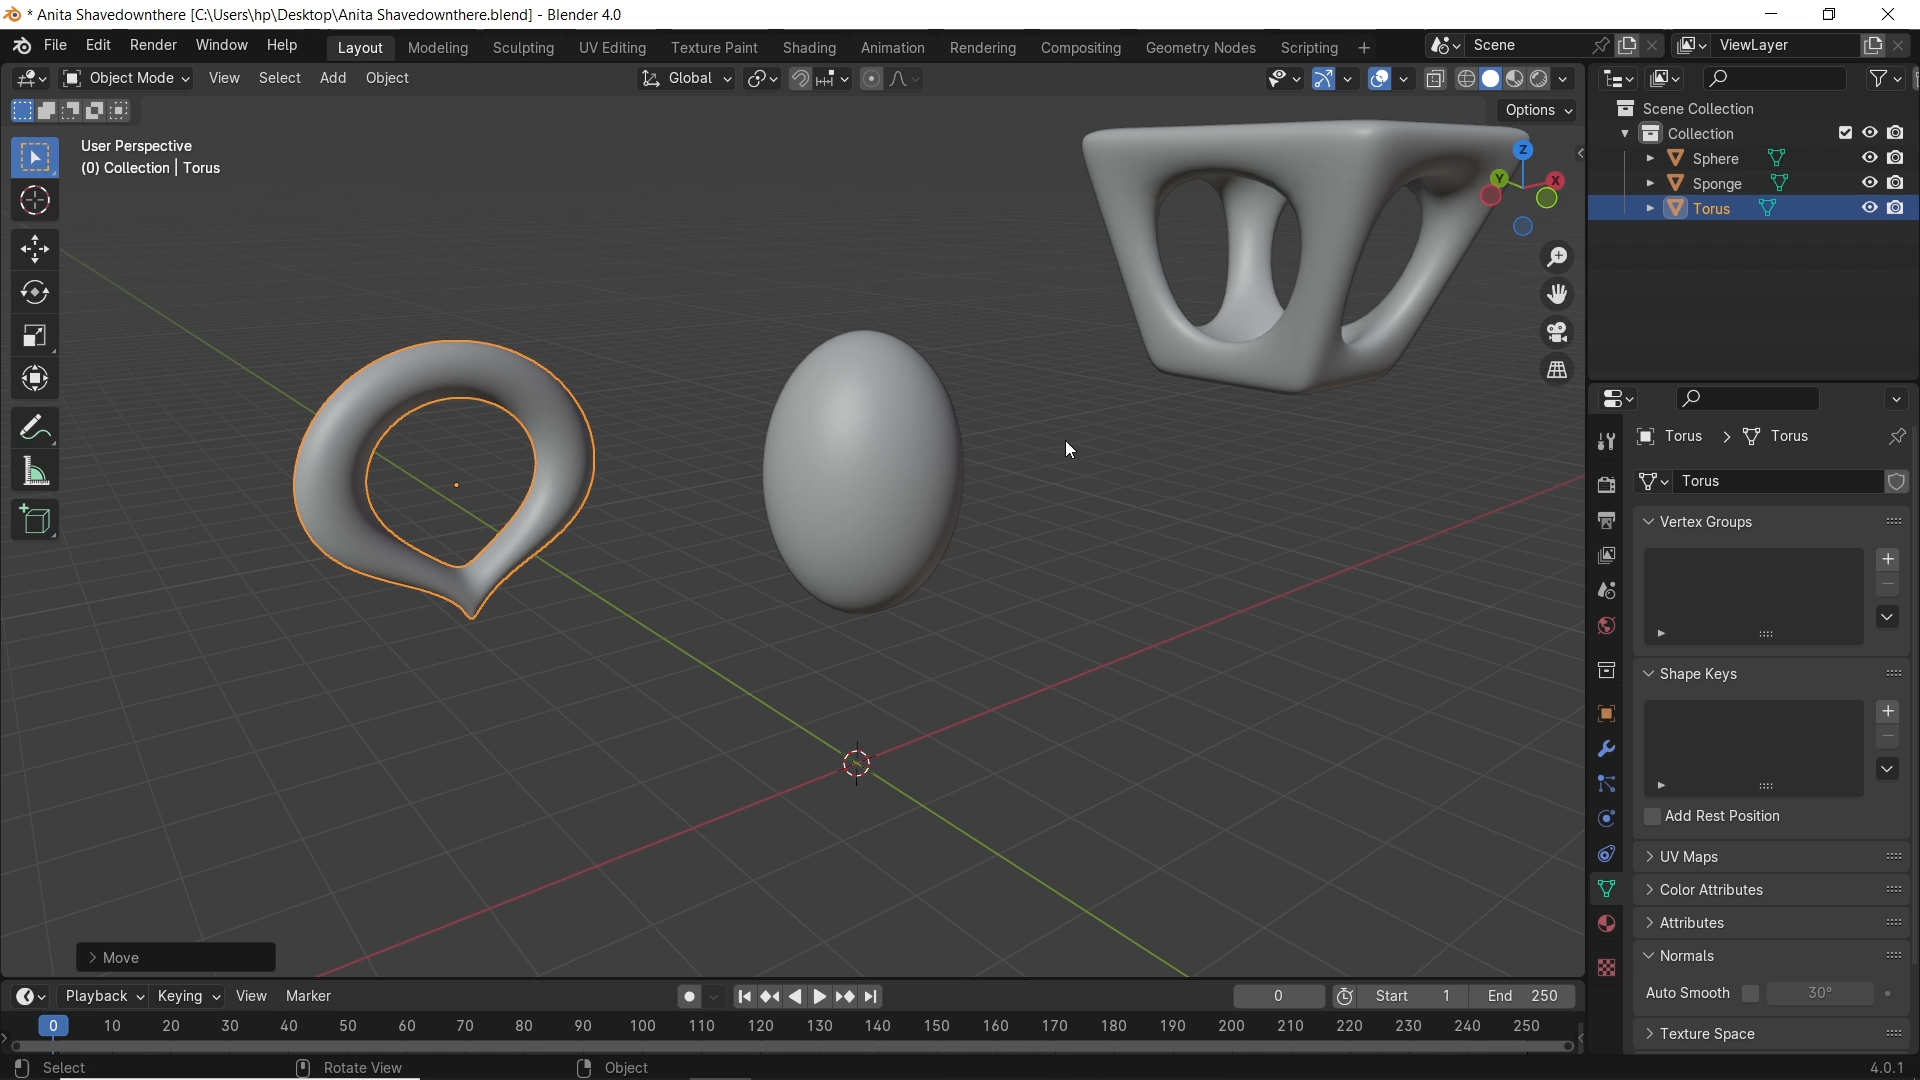 * Anita Shavedownthere [C:\Users\hp\Desktop\Anita Shavedownthere.blend] - Blender 4.0
File Edit Render Window Help Layout Modeling Sculpting UV Editing Texture Paint Shading Animation Rendering Compositing Geometry Nodes Scripting + Scene ViewLayer
Object Mode View Select Add Object Global
Options
User Perspective
(0) Collection | Torus
Z
Y
X
Scene Collection
Collection
Sphere
Sponge
Torus
Torus > Torus
Torus
Vertex Groups
Shape Keys
Add Rest Position
UV Maps
Color Attributes
Attributes
Normals
Auto Smooth 30°
Texture Space
> Move
Playback Keying View Marker 0 Start 1 End 250
0 10 20 30 40 50 60 70 80 90 100 110 120 130 140 150 160 170 180 190 200 210 220 230 240 250
Select Rotate View Object 4.0.1